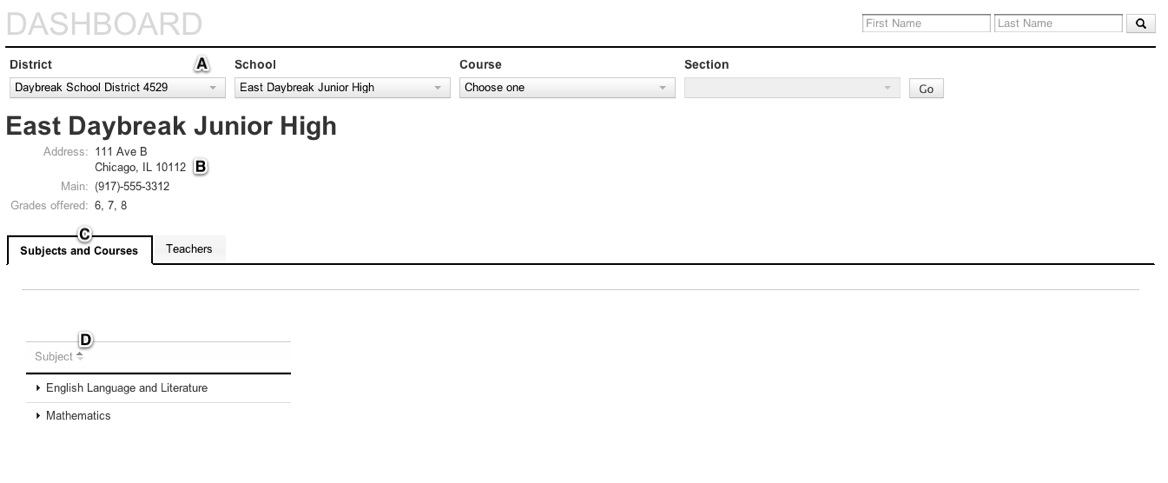 DASHBOARD First Name Last Name
District A School Course Section
Daybreak School District 4529 East Daybreak Junior High Choose one Go
East Daybreak Junior High
Address: 111 Ave B
Chicago, IL 10112 B
Main: (917)-555-3312
Grades offered: 6, 7, 8
C
Subjects and Courses Teachers
D
Subject
English Language and Literature
Mathematics